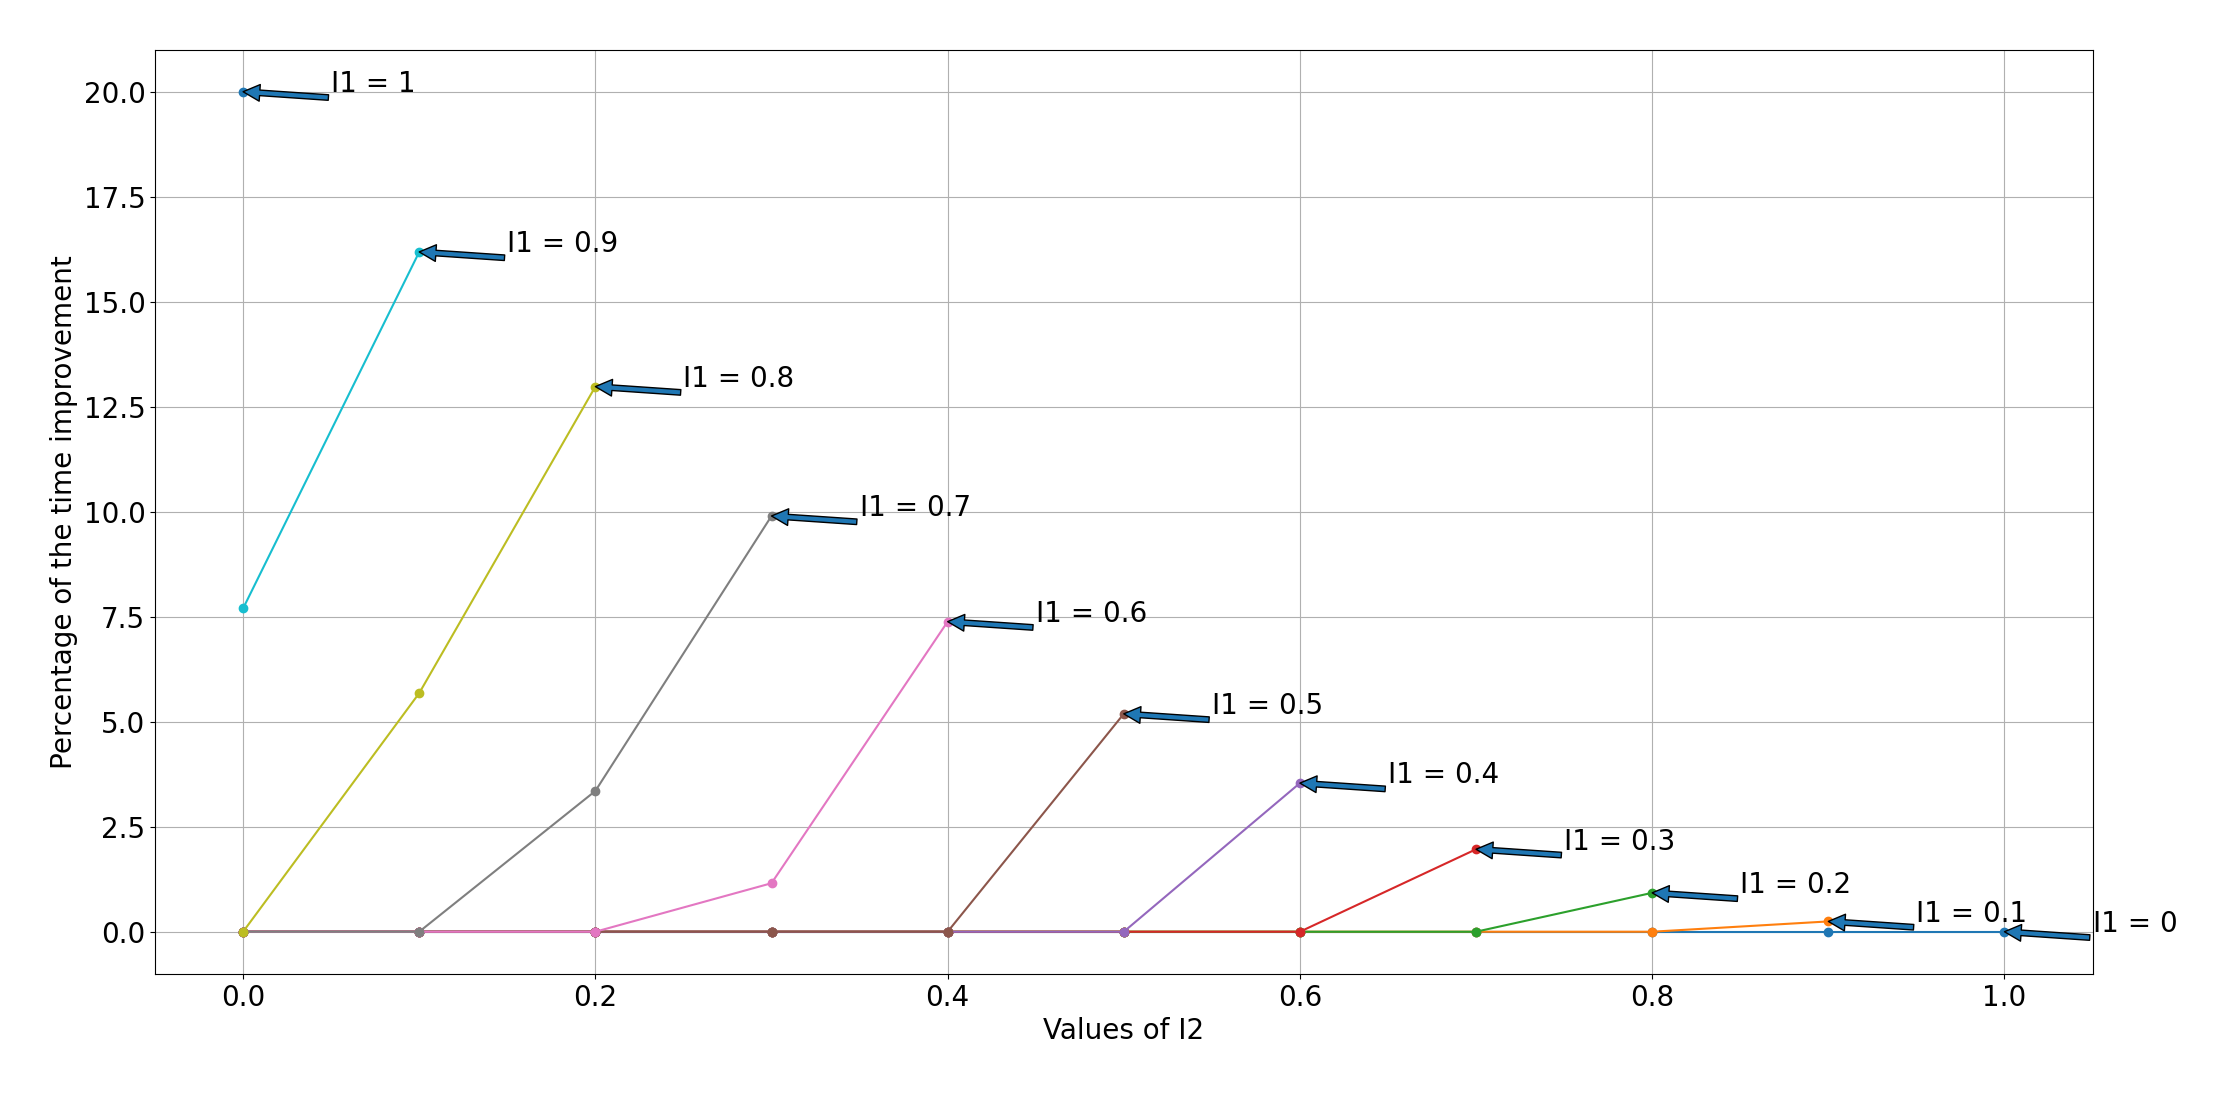 I1 = 1
20.0
17.5
I1 = 0.9
15.0
I1 = 0.8
12.5
10.0
I1 = 0.7
7.5
I1 = 0.6
5.0
I1 = 0.5
I1 = 0.4
2.5
I1 = 0.3
I1 = 0.2
I1 = 0.1
I1 = 0
0.0
Percentage of the time improvement
0.0 0.2 0.4 0.6 0.8 1.0
Values of I2